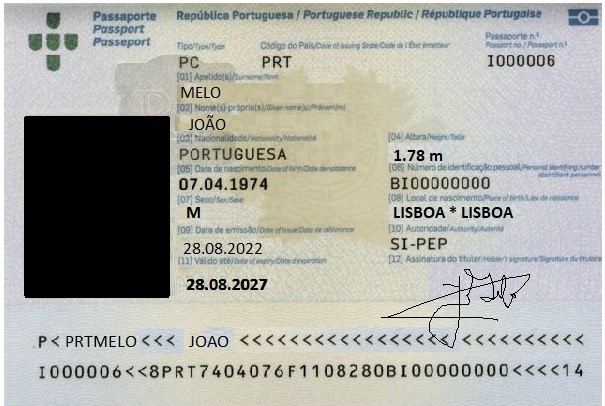 Passaporte República Portuguesa / Portuguese Republic / République Portugaise
Passport
Passeport
Passaporte n.º
Passport no./Passeport n.º
Tipo/Type/Type Código do País/Code of Issuing State/Code de l'État émetteur
PC PRT I000006
[01] Apelido(s)/Surname/Nom
MELO
[02] Nome(s) próprio(s)/Given name(s)/Prénom(s)
JOÃO
[03] Nacionalidade/Nationality/Nationalité [04] Altura/Height/Taille
PORTUGUESA 1.78 m
[05] Data de nascimento/Date of birth/Date de naissance [06] Número de identificação pessoal/Personal identifying number
07.04.1974 BI00000000
[07] Sexo/Sex/Sexe [08] Local de nascimento/Place of birth/Lieu de naissance
M LISBOA * LISBOA
[09] Data de emissão/Date of issue/Date de délivrance [10] Autoridade/Authority/Autorité
28.08.2022 SI-PEP
[11] Válido até/Date of expiry/Date d'expiration [12] Assinatura do titular/Holder's signature/Signature du titulaire
28.08.2027
P < PRTMELO <<< JOAO <<<<<<<<<<<<<<<<<<<<<<<<<<<
I000006<<8PRT7404076F1108280BI00000000<<<<14